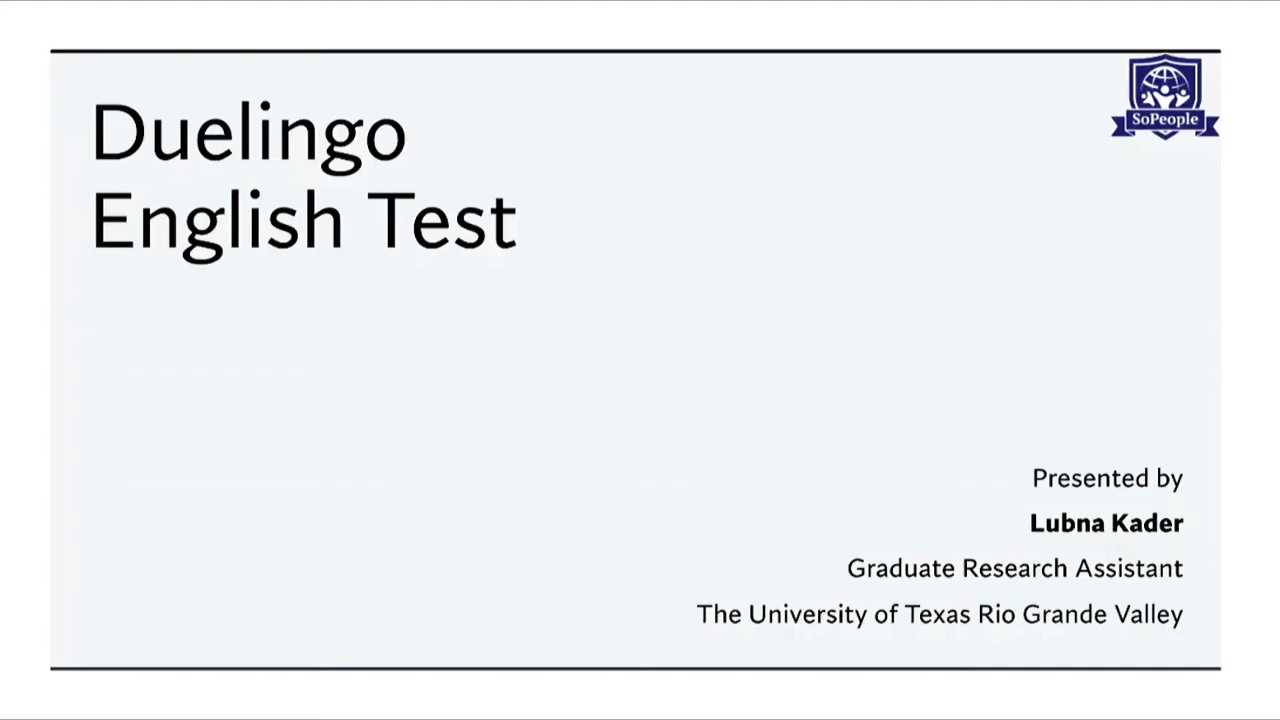 Duelingo
English Test
SoPeople
Presented by
Lubna Kader
Graduate Research Assistant
The University of Texas Rio Grande Valley